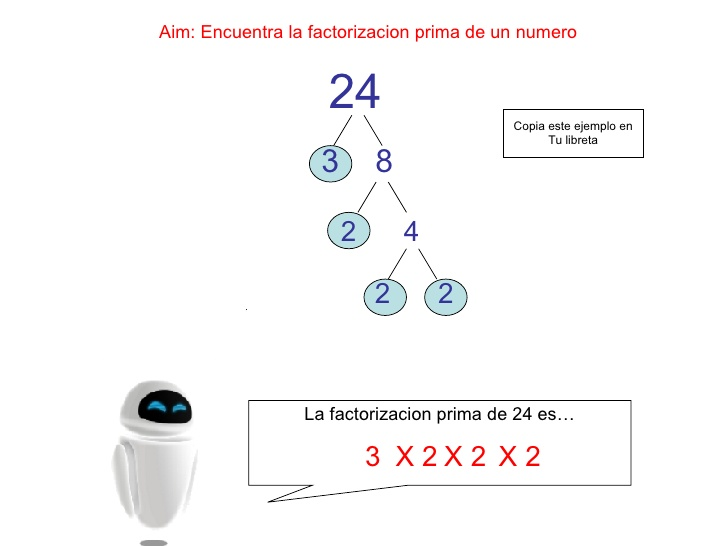 Aim: Encuentra la factorizacion prima de un numero
24
Copia este ejemplo en
Tu libreta
3 8
2 4
2 2
La factorizacion prima de 24 es…
3 X 2 X 2 X 2